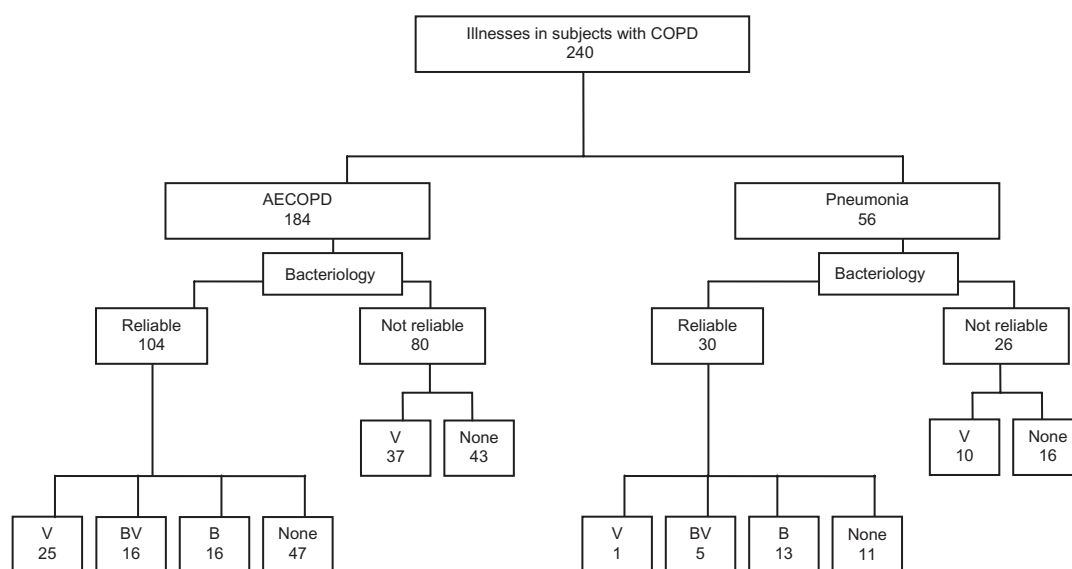 Illnesses in subjects with COPD
240
AECOPD
184
Pneumonia
56
Bacteriology
Bacteriology
Reliable
104
Not reliable
80
Reliable
30
Not reliable
26
V
37
None
43
V
10
None
16
V
25
BV
16
B
16
None
47
V
1
BV
5
B
13
None
11